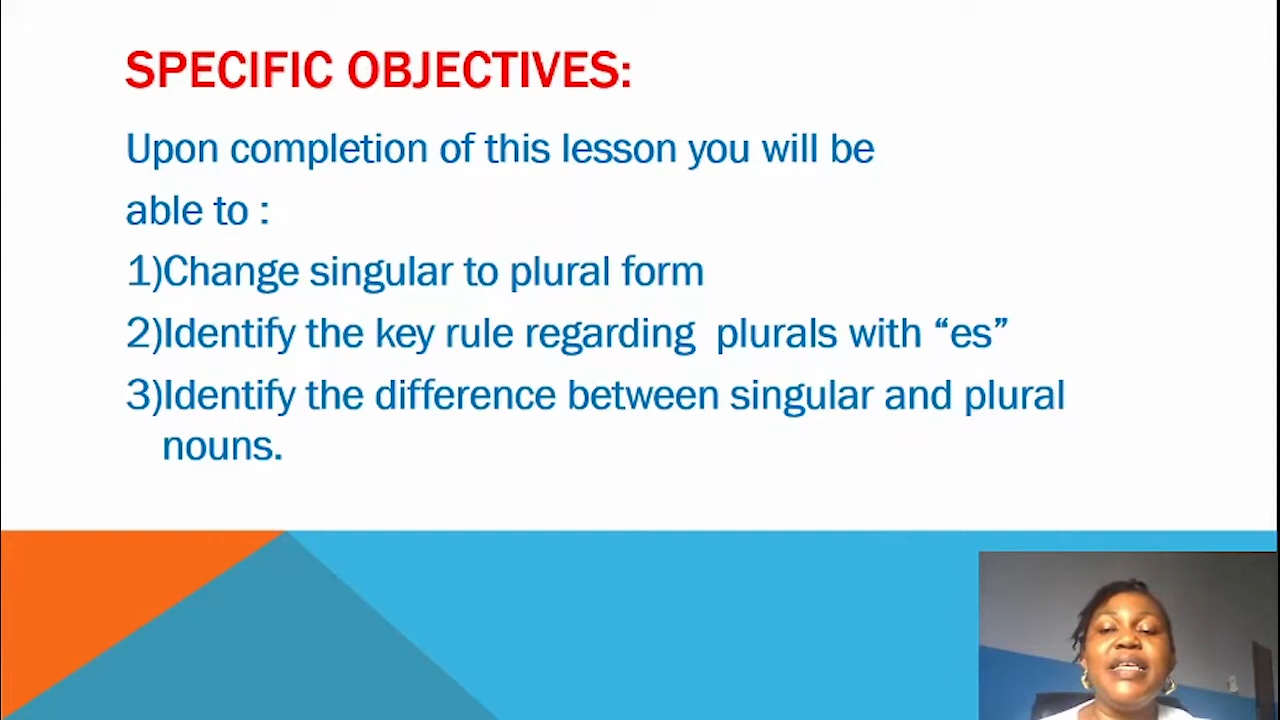 SPECIFIC OBJECTIVES:
Upon completion of this lesson you will be
able to :
1)Change singular to plural form
2)Identify the key rule regarding  plurals with “es”
3)Identify the difference between singular and plural
nouns.